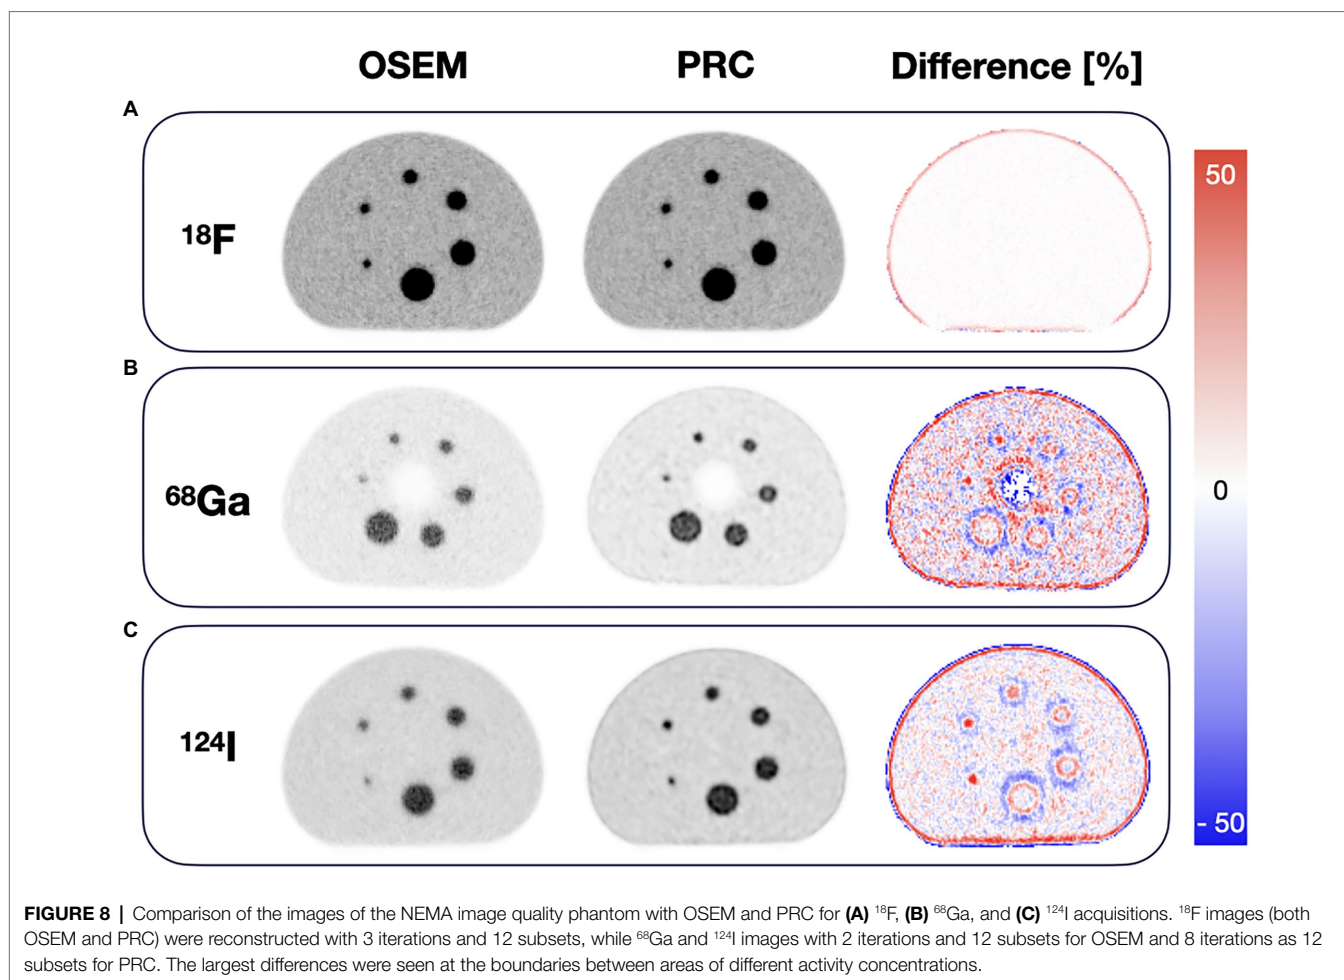 OSEM PRC Difference [%]
A
¹⁸F
50
B
⁶⁸Ga
0
C
¹²⁴I
- 50
FIGURE 8 | Comparison of the images of the NEMA image quality phantom with OSEM and PRC for (A) ¹⁸F, (B) ⁶⁸Ga, and (C) ¹²⁴I acquisitions. ¹⁸F images (both
OSEM and PRC) were reconstructed with 3 iterations and 12 subsets, while ⁶⁸Ga and ¹²⁴I images with 2 iterations and 12 subsets for OSEM and 8 iterations as 12
subsets for PRC. The largest differences were seen at the boundaries between areas of different activity concentrations.